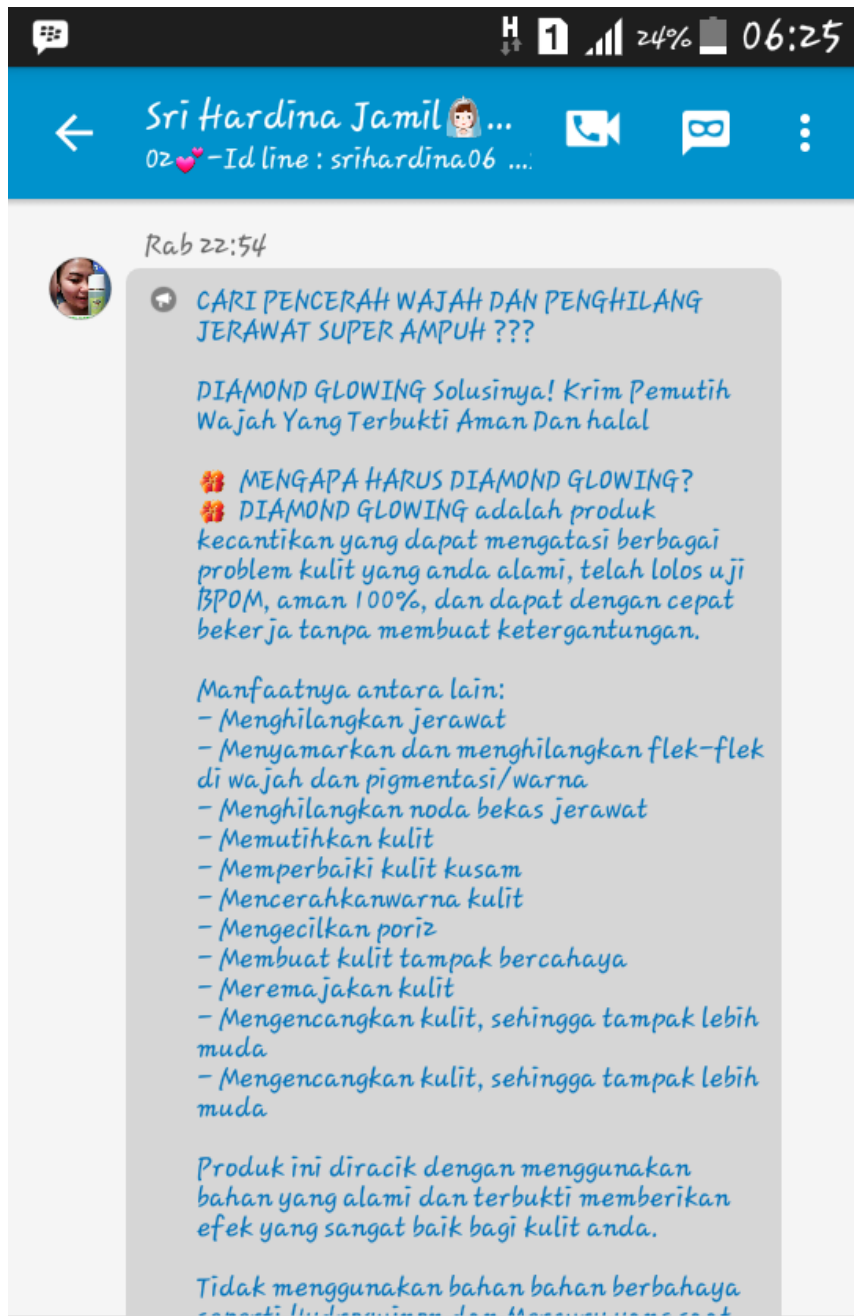 H 1 24% 06:25
Sri Hardina Jamil...
02 -Id line : srihardina06 ...
Rab 22:54
CARI PENCERAH WAJAH DAN PENGHILANG
JERAWAT SUPER AMPUH ???
DIAMOND GLOWING Solusinya! Krim Pemutih
Wajah Yang Terbukti Aman Dan halal
MENGAPA HARUS DIAMOND GLOWING?
DIAMOND GLOWING adalah produk
kecantikan yang dapat mengatasi berbagai
problem kulit yang anda alami, telah lolos uji
BPOM, aman 100%, dan dapat dengan cepat
bekerja tanpa membuat ketergantungan.
Manfaatnya antara lain:
- Menghilangkan jerawat
- Menyamarkan dan menghilangkan flek-flek
di wajah dan pigmentasi/warna
- Menghilangkan noda bekas jerawat
- Memutihkan kulit
- Memperbaiki kulit kusam
- Mencerahkanwarna kulit
- Mengecilkan pori2
- Membuat kulit tampak bercahaya
- Meremajakan kulit
- Mengencangkan kulit, sehingga tampak lebih
muda
- Mengencangkan kulit, sehingga tampak lebih
muda
Produk ini diracik dengan menggunakan
bahan yang alami dan terbukti memberikan
efek yang sangat baik bagi kulit anda.
Tidak menggunakan bahan bahan berbahaya
seperti Hydroquinon dan Mercury yang saat